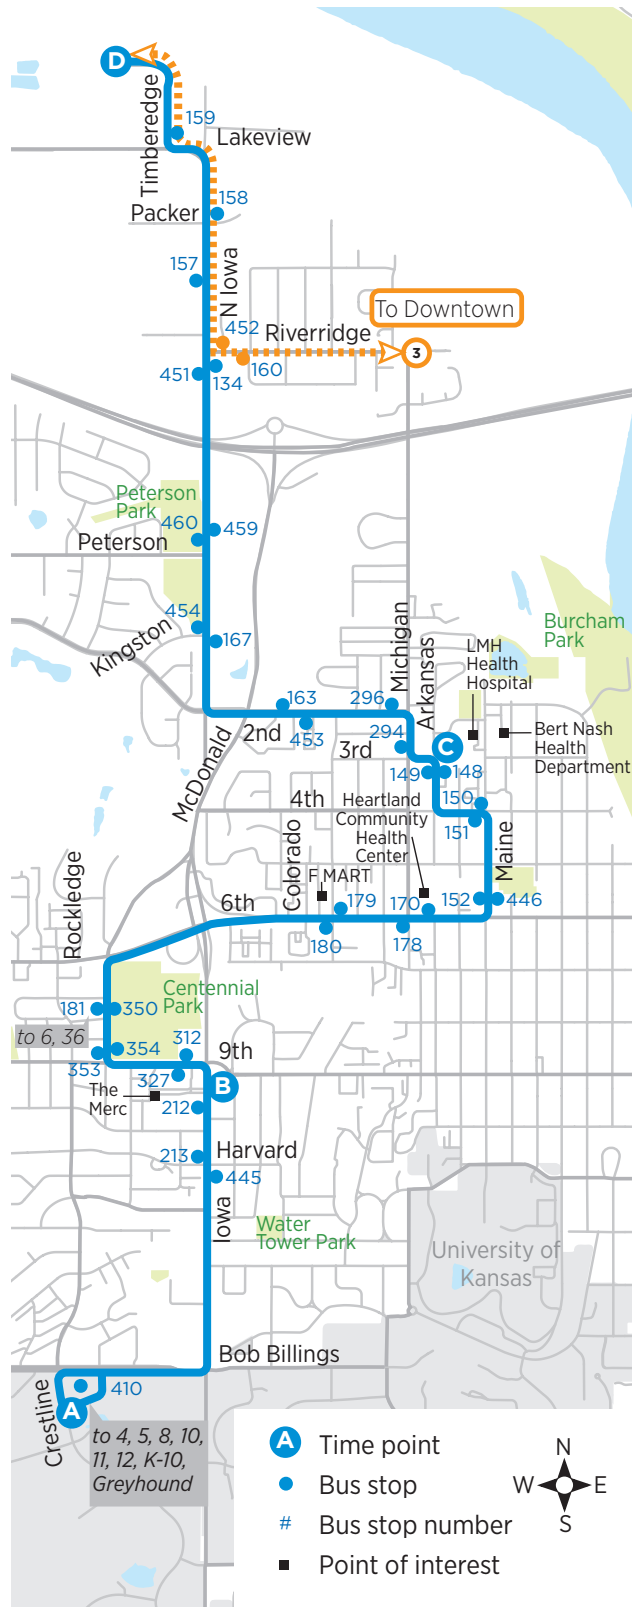 D
159
Lakeview
Timberedge
158
Packer
157
N Iowa
To Downtown
452
Riverridge
3
160
451
134
Peterson
Park
460
459
Peterson
454
Kingston
167
Burcham
Park
LMH
Health
Hospital
Michigan
Arkansas
163
296
2nd
453
3rd
294
C
Bert Nash
Health
Department
149
148
McDonald
4th
Heartland
Community
Health
Center
150
151
Maine
Colorado
F MART
6th
179
170
152
446
180
178
Rockledge
Centennial
Park
181
350
to 6, 36
354
312
9th
353
327
B
The
Merc
212
213
Harvard
445
Iowa
Water
Tower Park
University of
Kansas
Bob Billings
410
Crestline
A
to 4, 5, 8, 10,
11, 12, K-10,
Greyhound
A Time point
Bus stop
# Bus stop number
Point of interest
N
W E
S